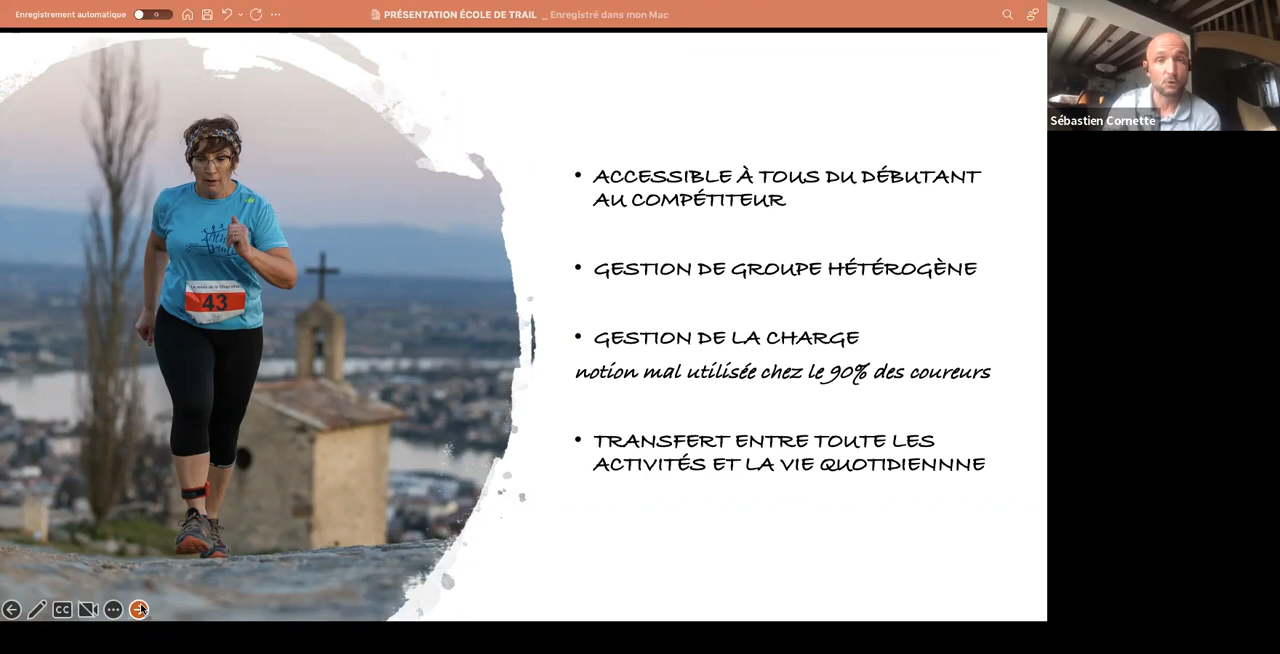 Enregistrement automatique
PRÉSENTATION ÉCOLE DE TRAIL _ Enregistré dans mon Mac
Sébastien Cornette
• ACCESSIBLE À TOUS DU DÉBUTANT
AU COMPÉTITEUR
• GESTION DE GROUPE HÉTÉROGÈNE
• GESTION DE LA CHARGE
notion mal utilisée chez le 90% des coureurs
• TRANSFERT ENTRE TOUTE LES
ACTIVITÉS ET LA VIE QUOTIDIENNNE
43
CC